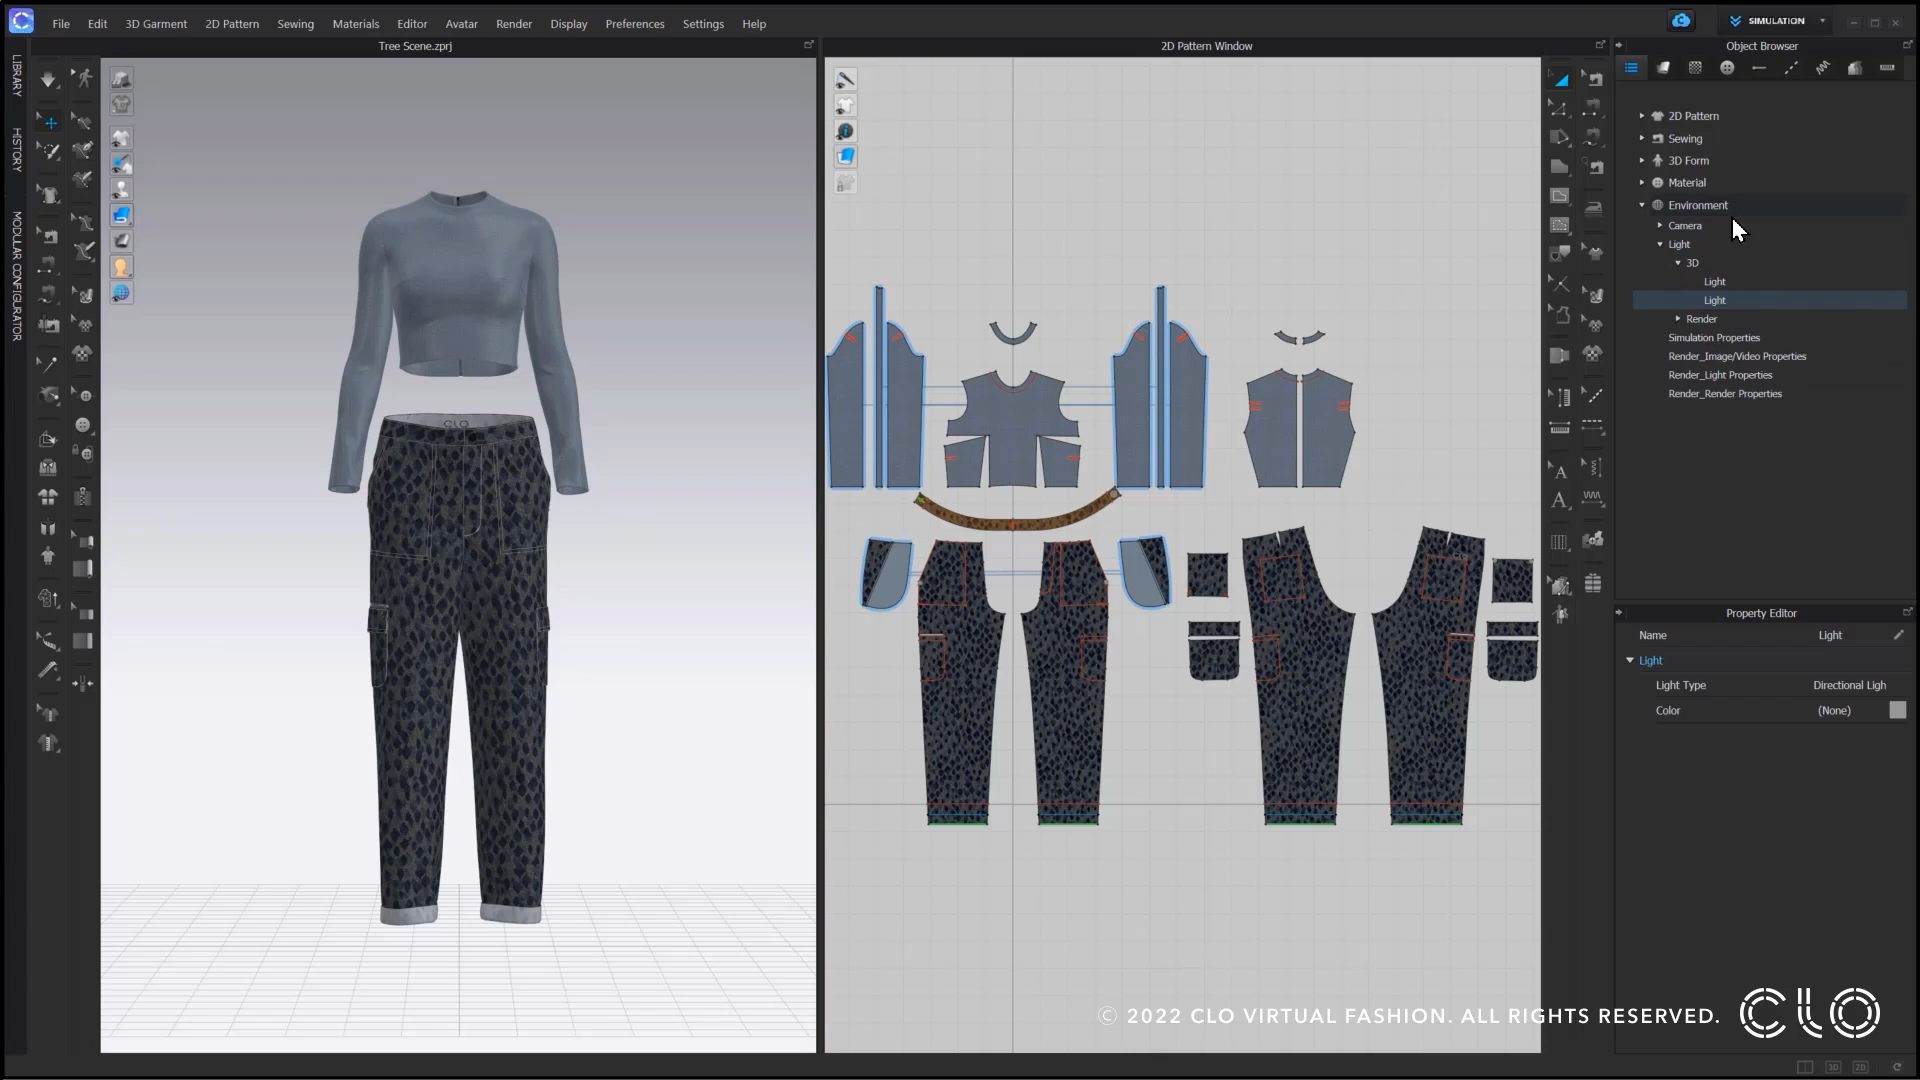 File Edit 3D Garment 2D Pattern Sewing Materials Editor Avatar Render Display Preferences Settings Help
SIMULATION
Tree Scene.zprj
2D Pattern Window
Object Browser
LIBRARY
HISTORY
MODULAR CONFIGURATOR
CLO
2D Pattern
Sewing
3D Form
Material
Environment
Camera
Light
3D
Light
Light
Render
Simulation Properties
Render_Image/Video Properties
Render_Light Properties
Render_Render Properties
Property Editor
Name Light
Light
Light Type Directional Ligh
Color (None)
© 2022 CLO VIRTUAL FASHION. ALL RIGHTS RESERVED. CLO
3D 2D